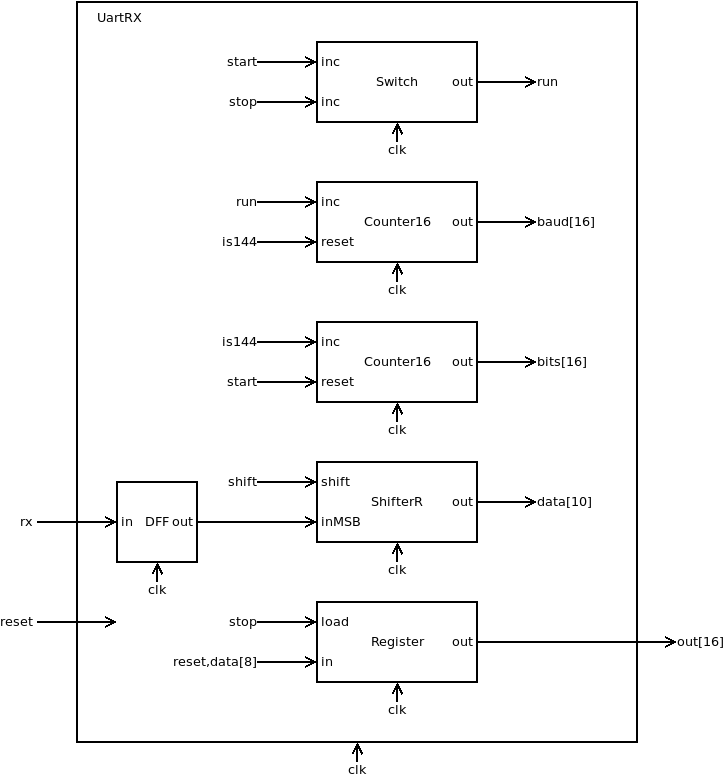 UartRX
start
inc
Switch
out
run
stop
inc
clk
run
inc
Counter16
out
baud[16]
is144
reset
clk
is144
inc
Counter16
out
bits[16]
start
reset
clk
shift
shift
ShifterR
out
data[10]
rx
in
DFF
out
inMSB
clk
clk
reset
stop
load
Register
out
out[16]
reset,data[8]
in
clk
clk